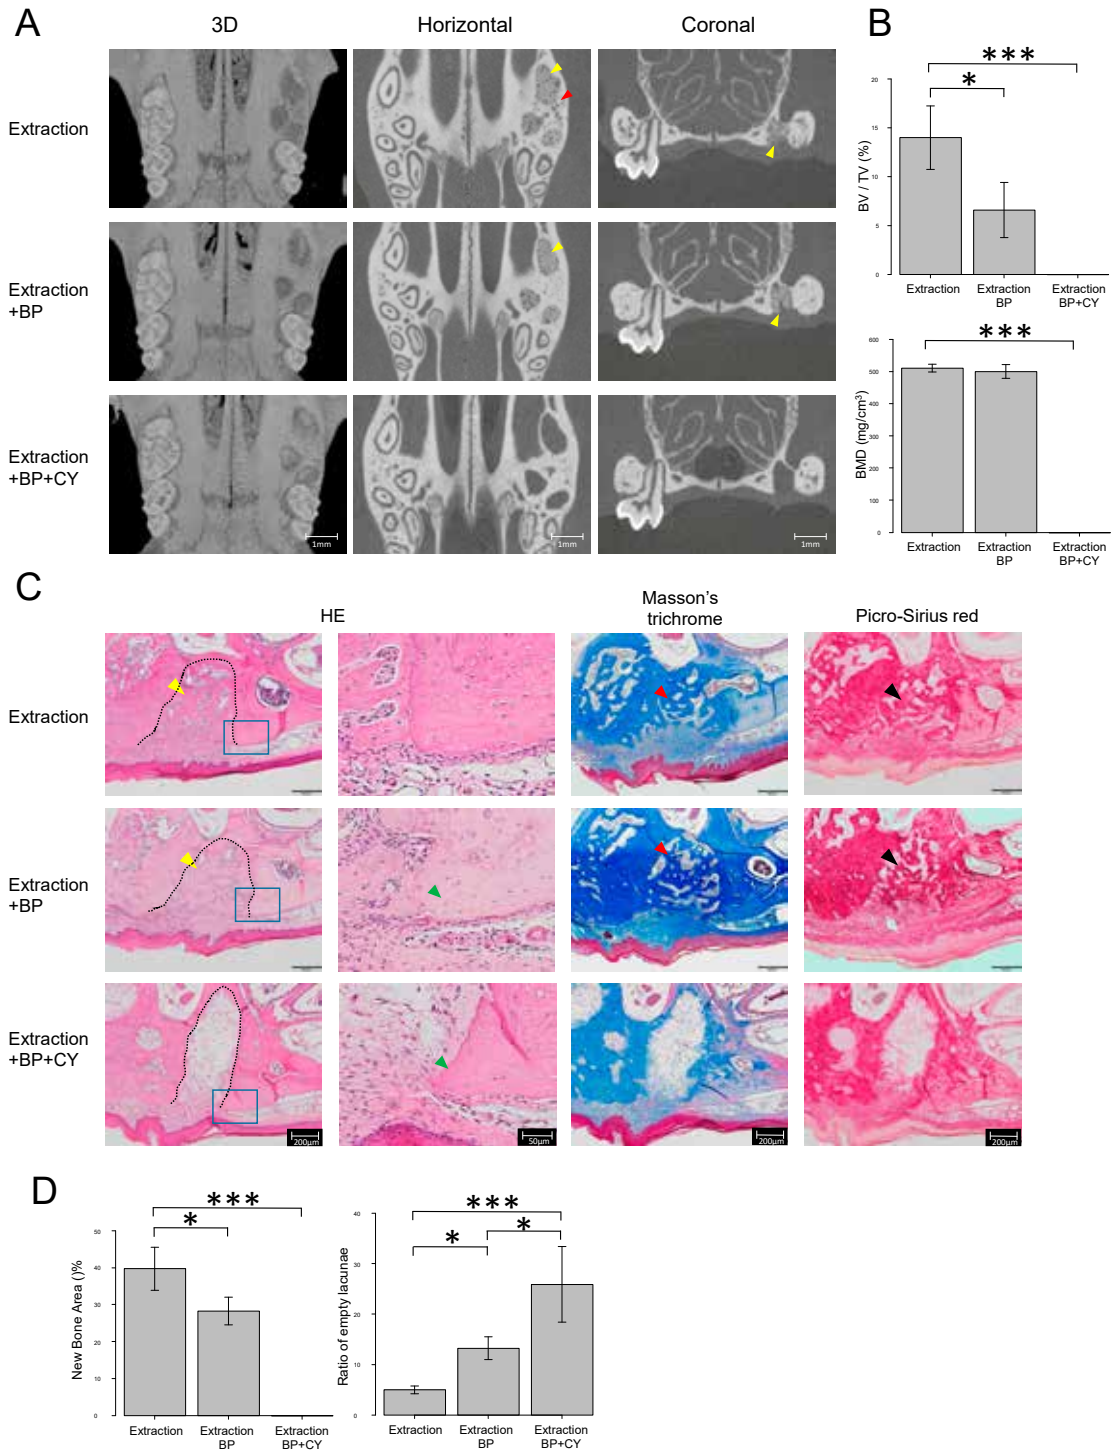 A
3D
Horizontal
Coronal
Extraction
Extraction
+BP
Extraction
+BP+CY
1mm
1mm
1mm
B
***
*
BV / TV (%)
20
15
10
5
0
Extraction
Extraction
BP
Extraction
BP+CY
***
BMD (mg/cm³)
600
500
400
300
200
100
0
Extraction
Extraction
BP
Extraction
BP+CY
C
HE
Masson's
trichrome
Picro-Sirius red
Extraction
Extraction
+BP
Extraction
+BP+CY
200μm
50μm
200μm
200μm
D
***
*
New Bone Area ()%
50
40
30
20
10
0
Extraction
Extraction
BP
Extraction
BP+CY
***
*
*
Ratio of empty lacunae
40
30
20
10
0
Extraction
Extraction
BP
Extraction
BP+CY